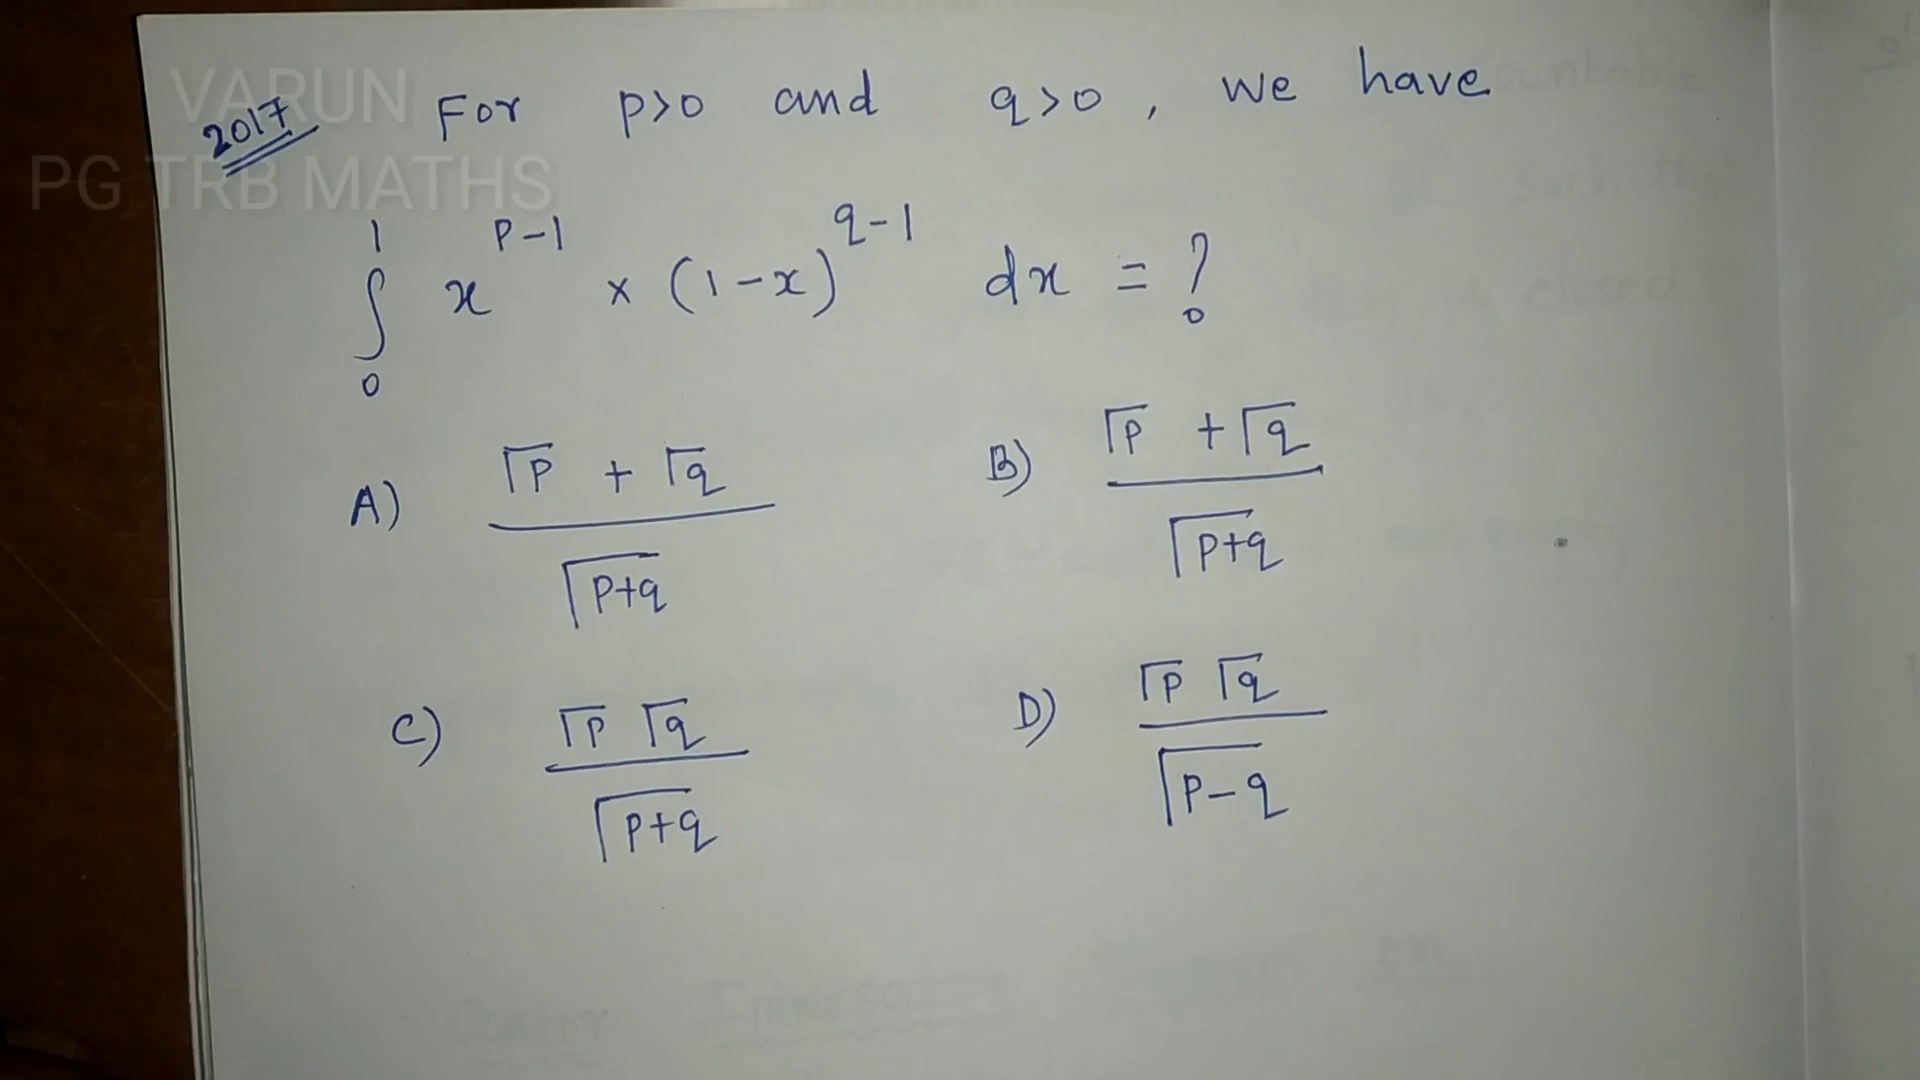 VARUN
PG TRB MATHS
2017 For p>0 and q>0, we have
∫₀¹ x^(p-1) × (1-x)^(q-1) dx = ?
A) (Γp + Γq) / Γ(p+q)
B) (Γp + Γq) / Γ(p+q)
C) (Γp Γq) / Γ(p+q)
D) (Γp Γq) / Γ(p-q)